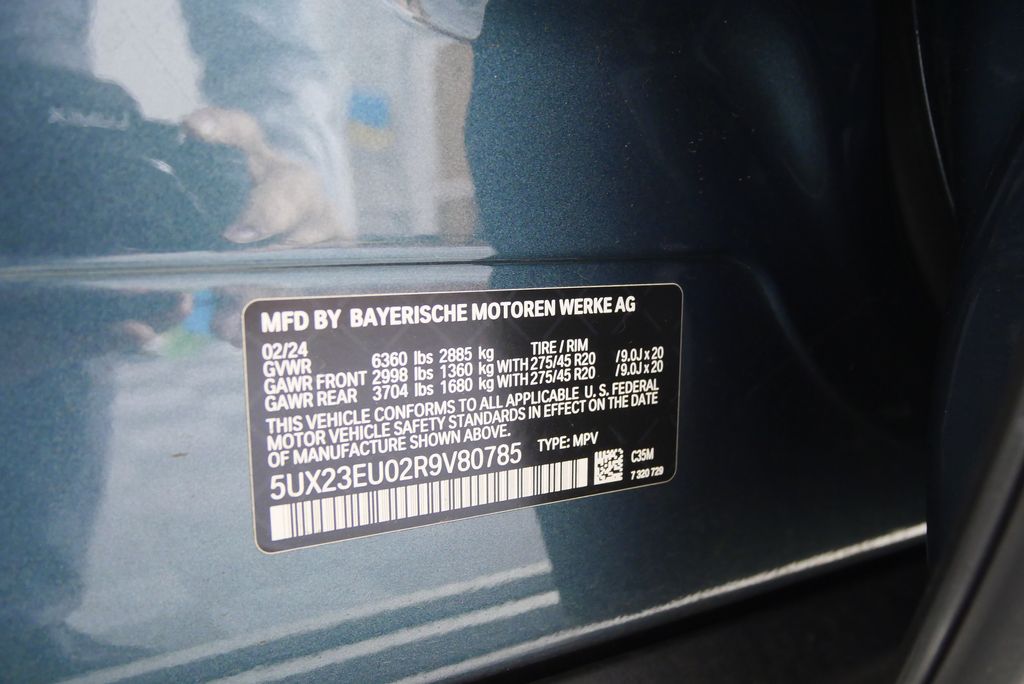 MFD BY BAYERISCHE MOTOREN WERKE AG
02/24 TIRE / RIM
GVWR 6360 lbs 2885 kg
GAWR FRONT 2998 lbs 1360 kg WITH 275/45 R20 /9.0J x 20
GAWR REAR 3704 lbs 1680 kg WITH 275/45 R20 /9.0J x 20
THIS VEHICLE CONFORMS TO ALL APPLICABLE U. S. FEDERAL
MOTOR VEHICLE SAFETY STANDARDS IN EFFECT ON THE DATE
OF MANUFACTURE SHOWN ABOVE. TYPE: MPV
5UX23EU02R9V80785
C35M
7 320 729